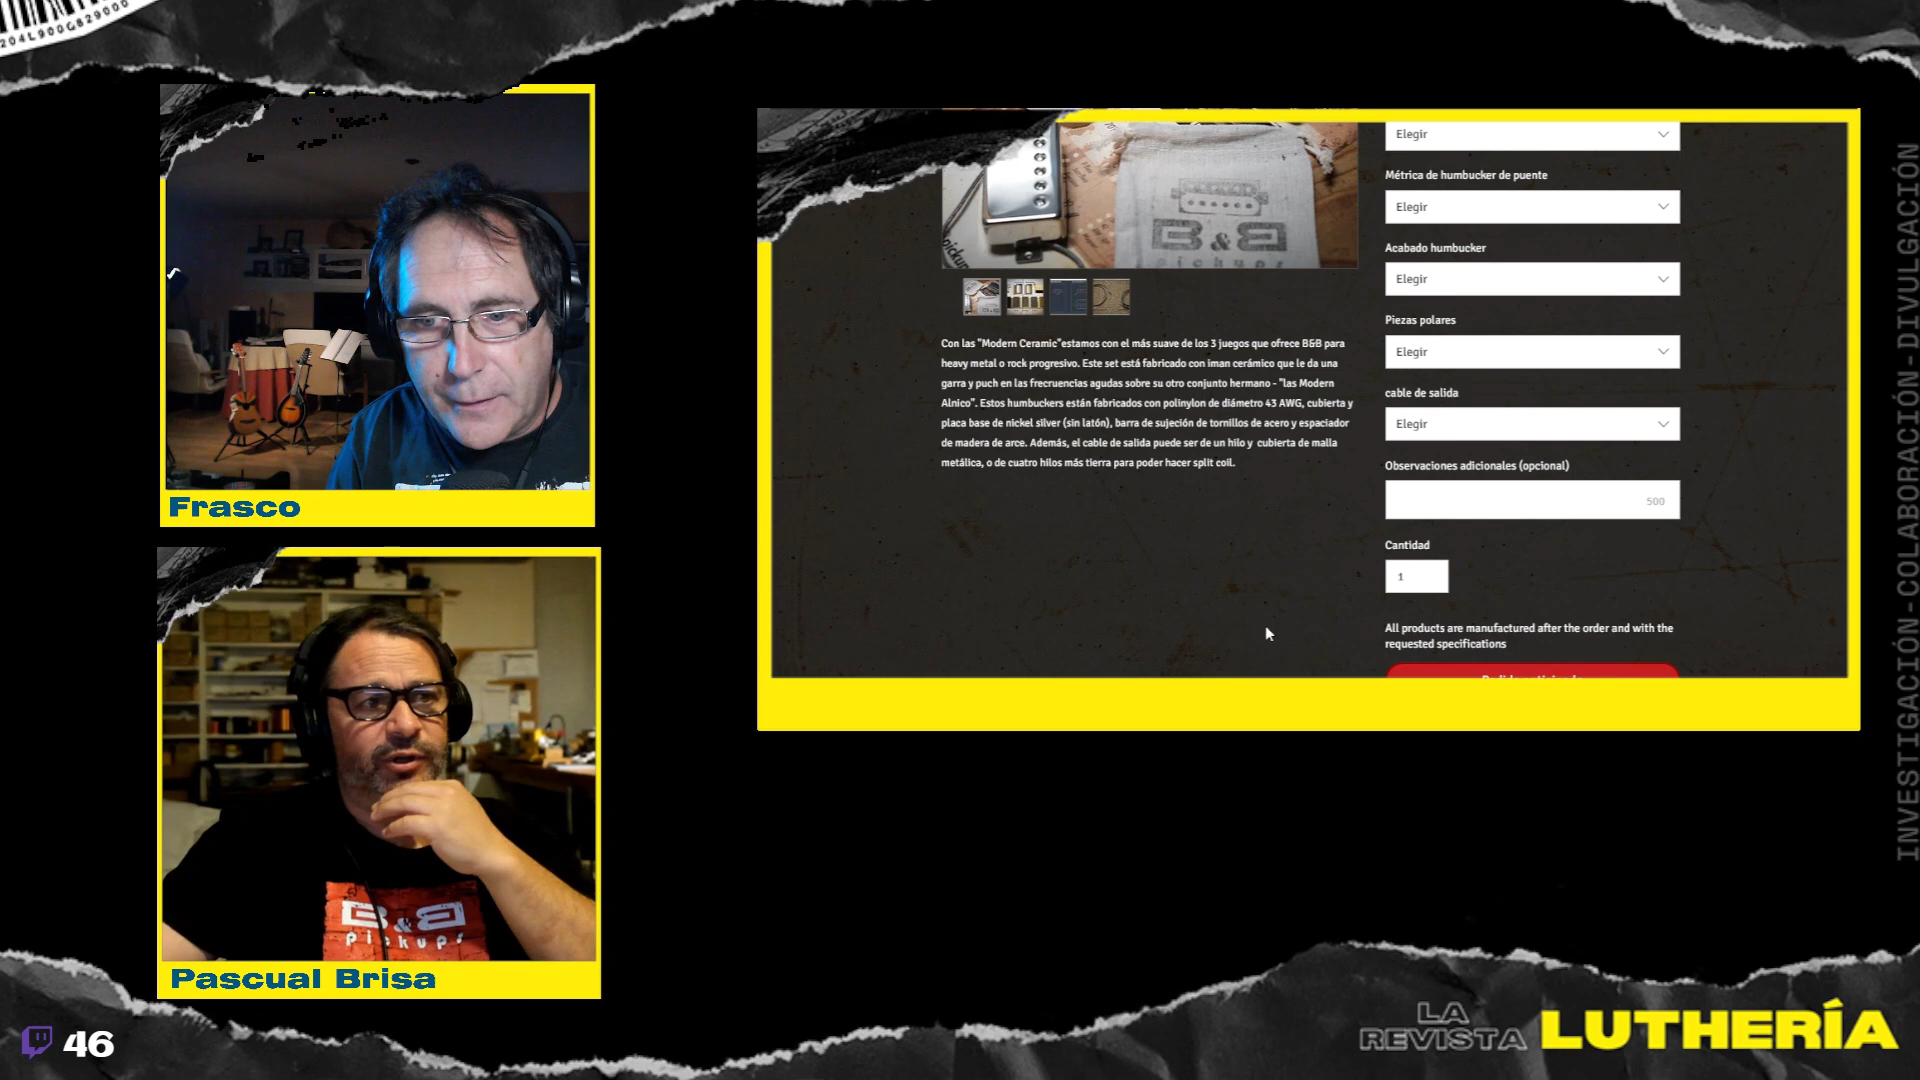 204L900G829000
Frasco
B&B
pickups
Pascual Brisa
46
B&B
pickups
Con las "Modern Ceramic"estamos con el más suave de los 3 juegos que ofrece B&B para
heavy metal o rock progresivo. Este set está fabricado con iman cerámico que le da una
garra y puch en las frecruencias agudas sobre su otro conjunto hermano - "las Modern
Alnico". Estos humbuckers están fabricados con polinylon de diámetro 43 AWG, cubierta y
placa base de nickel silver (sin latón), barra de sujeción de tornillos de acero y espaciador
de madera de arce. Además, el cable de salida puede ser de un hilo y cubierta de malla
metálica, o de cuatro hilos más tierra para poder hacer split coil.
Elegir
Métrica de humbucker de puente
Elegir
Acabado humbucker
Elegir
Piezas polares
Elegir
cable de salida
Elegir
Observaciones adicionales (opcional)
500
Cantidad
1
All products are manufactured after the order and with the
requested specifications
INVESTIGACIÓN-COLABORACIÓN-DIVULGACIÓN
LA
REVISTA LUTHERÍA